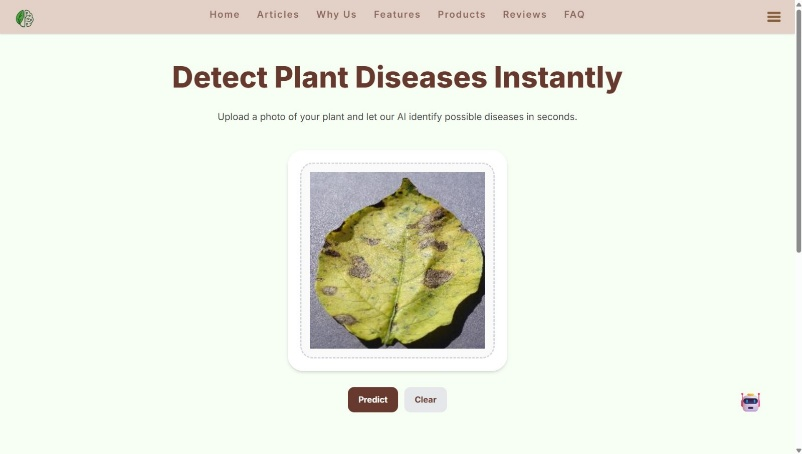 Home Articles Why Us Features Products Reviews FAQ
Detect Plant Diseases Instantly
Upload a photo of your plant and let our AI identify possible diseases in seconds.
Predict Clear